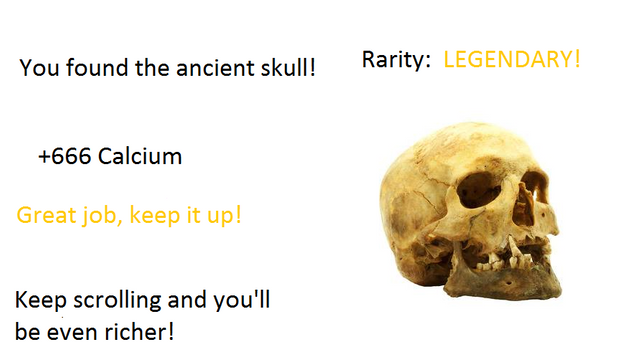 You found the ancient skull!
Rarity: LEGENDARY!
+666 Calcium
Great job, keep it up!
Keep scrolling and you'll
be even richer!